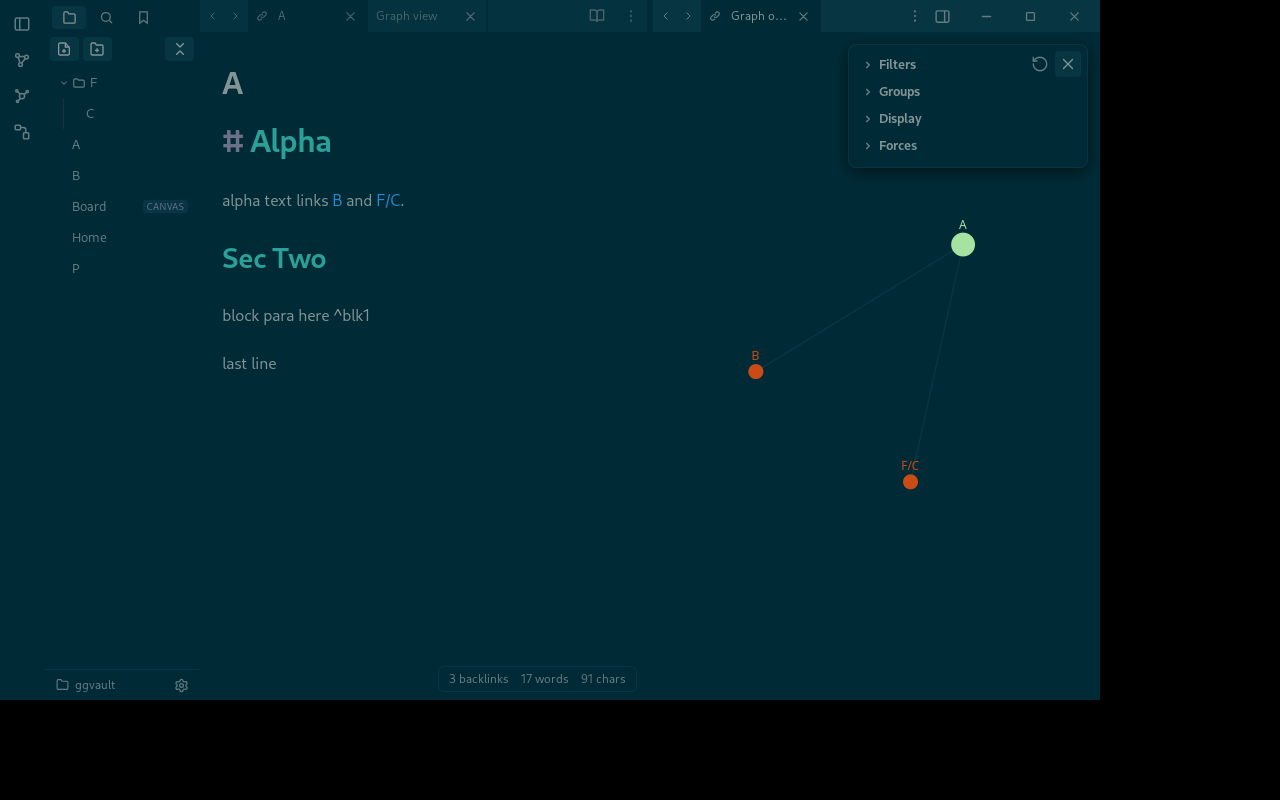 A
Graph view
Graph o...
F
C
A
B
Board
CANVAS
Home
P
ggvault
A
# Alpha
alpha text links B and F/C.
Sec Two
block para here ^blk1
last line
3 backlinks 17 words 91 chars
Filters
Groups
Display
Forces
A
B
F/C